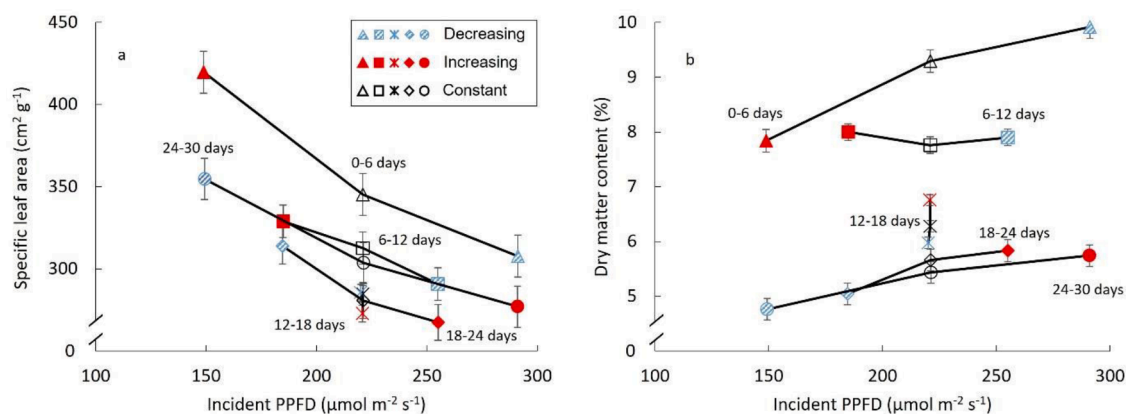 a
Decreasing
Increasing
Constant
24-30 days
0-6 days
6-12 days
12-18 days
18-24 days
450
400
350
300
0
100
150
200
250
300
Specific leaf area (cm² g⁻¹)
Incident PPFD (µmol m⁻² s⁻¹)
b
0-6 days
6-12 days
12-18 days
18-24 days
24-30 days
10
9
8
7
6
5
0
100
150
200
250
300
Dry matter content (%)
Incident PPFD (µmol m⁻² s⁻¹)